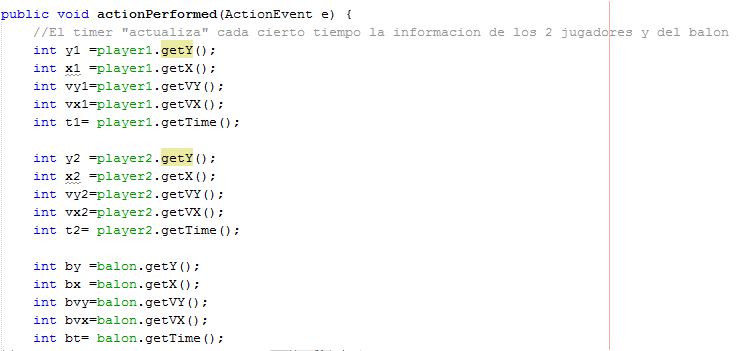 public void actionPerformed(ActionEvent e) {
//El timer "actualiza" cada cierto tiempo la informacion de los 2 jugadores y del balon
int y1 =player1.getY();
int x1 =player1.getX();
int vy1=player1.getVY();
int vx1=player1.getVX();
int t1= player1.getTime();
int y2 =player2.getY();
int x2 =player2.getX();
int vy2=player2.getVY();
int vx2=player2.getVX();
int t2= player2.getTime();
int by =balon.getY();
int bx =balon.getX();
int bvy=balon.getVY();
int bvx=balon.getVX();
int bt= balon.getTime();